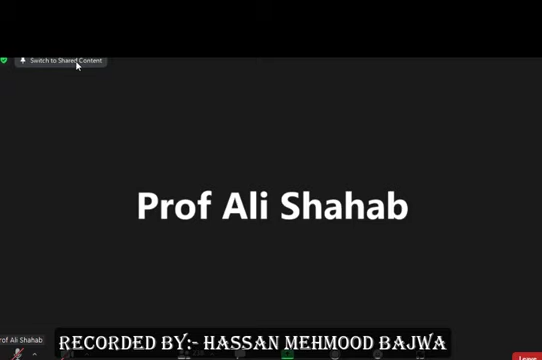 Switch to Shared Content
Prof Ali Shahab
Prof Ali Shahab
RECORDED BY:- HASSAN MEHMOOD BAJWA
Leave